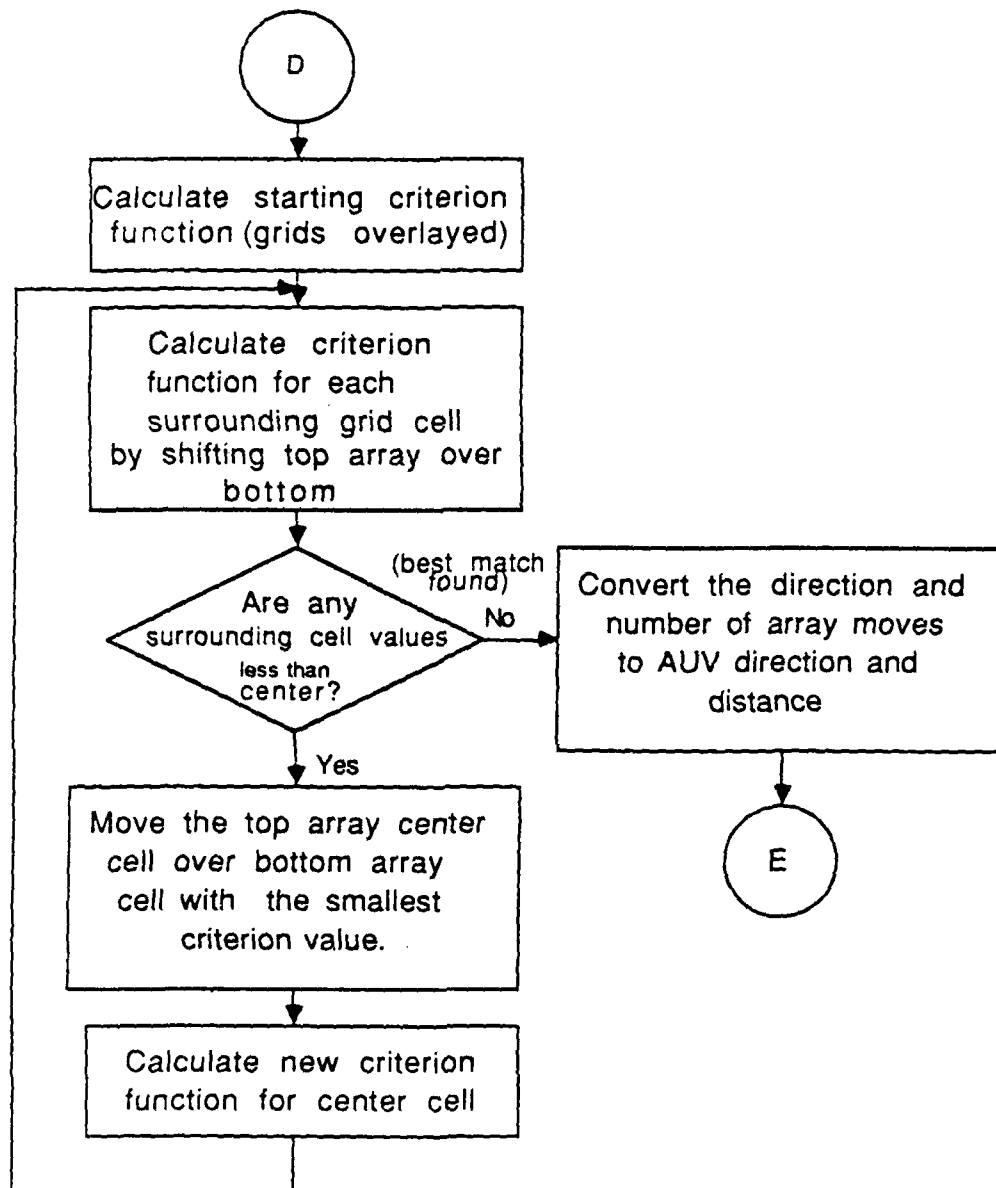 D
Calculate starting criterion
function (grids overlayed)
Calculate criterion
function for each
surrounding grid cell
by shifting top array over
bottom
Are any
surrounding cell values
less than
center?
(best match
found)
No
Convert the direction and
number of array moves
to AUV direction and
distance
Yes
E
Move the top array center
cell over bottom array
cell with the smallest
criterion value.
Calculate new criterion
function for center cell